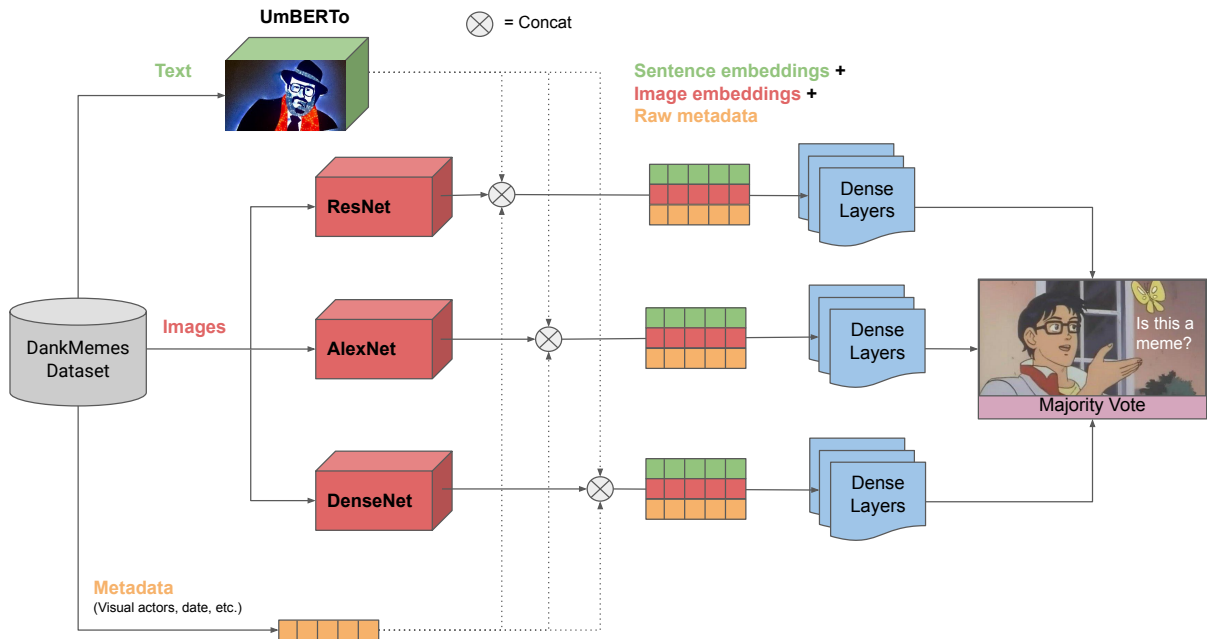 UmBERTo
= Concat
Text
Sentence embeddings +
Image embeddings +
Raw metadata
ResNet
Dense
Layers
DankMemes
Dataset
Images
AlexNet
Dense
Layers
Is this a
meme?
Majority Vote
DenseNet
Dense
Layers
Metadata
(Visual actors, date, etc.)